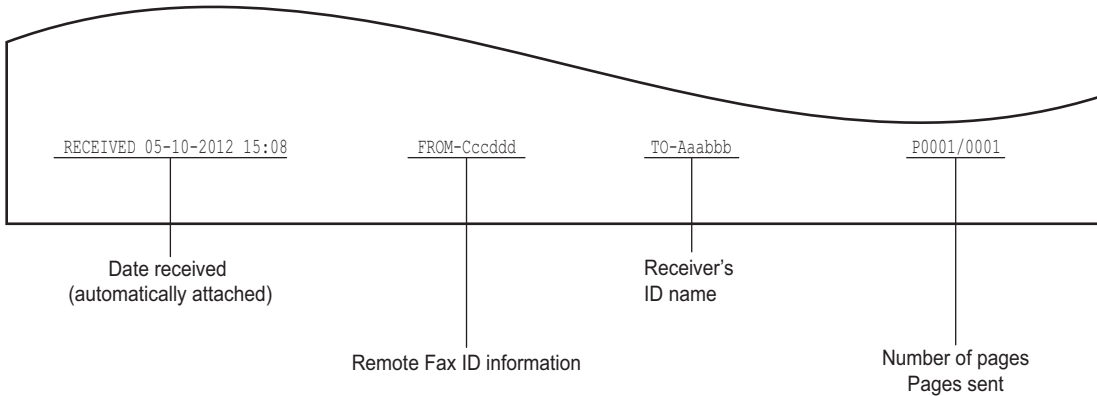 RECEIVED 05-10-2012 15:08 FROM-Cccddd TO-Aaabbb P0001/0001
Date received
(automatically attached)
Receiver's
ID name
Remote Fax ID information
Number of pages
Pages sent